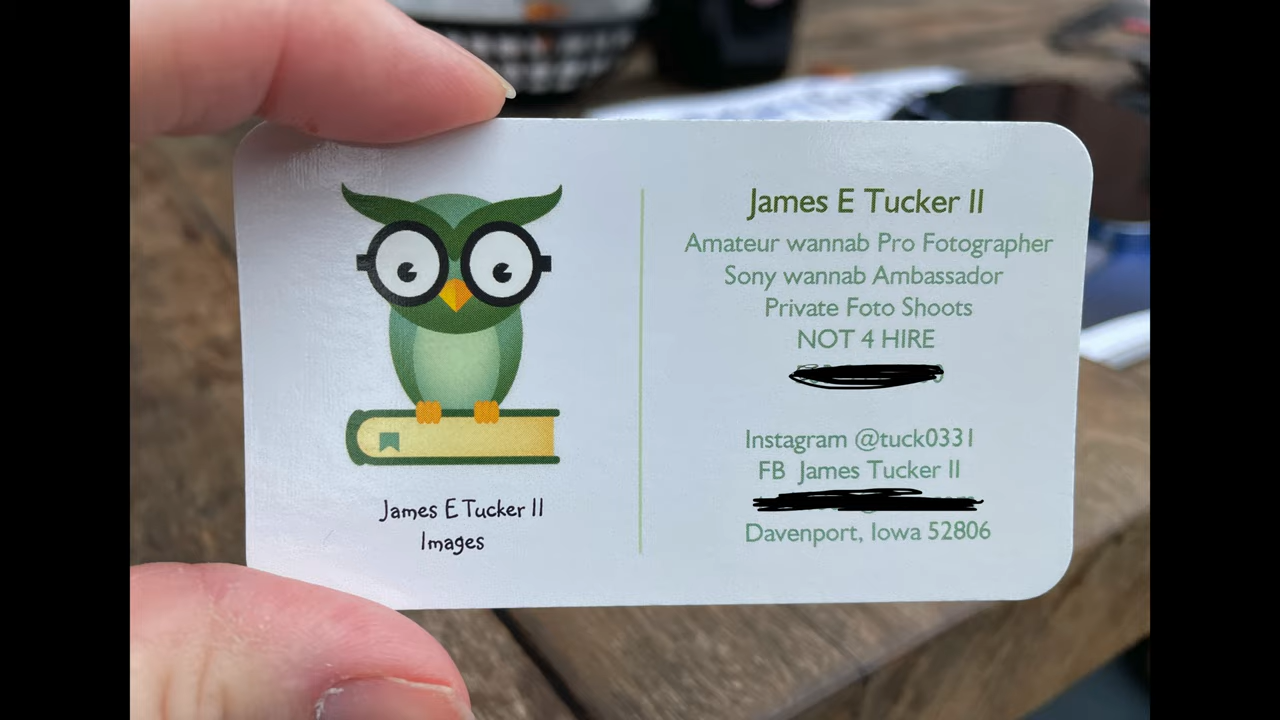 James E Tucker II
Images
James E Tucker II
Amateur wannab Pro Fotographer
Sony wannab Ambassador
Private Foto Shoots
NOT 4 HIRE
Instagram @tuck0331
FB James Tucker II
Davenport, Iowa 52806